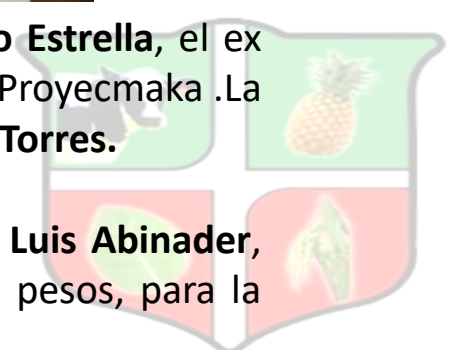 o Estrella, el ex
Proyecmaka .La
Torres.
Luis Abinader,
pesos, para la